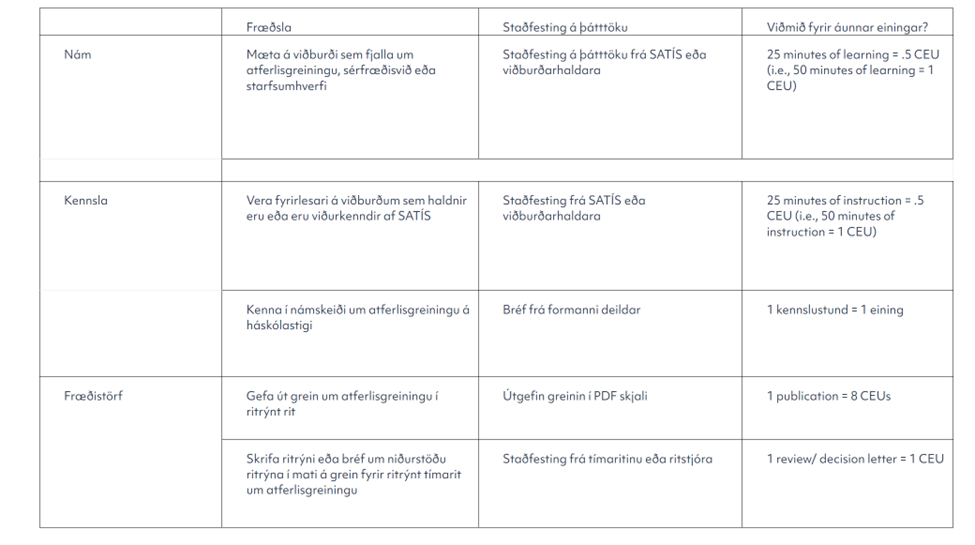 Fræðsla
Staðfesting á þátttöku
Viðmið fyrir áunnar einingar?
Nám
Mæta á viðburði sem fjalla um
atferlisgreiningu, sérfræðisvið eða
starfsumhverfi
Staðfesting á þátttöku frá SATÍS eða
viðburðarhaldara
25 minutes of learning = .5 CEU
(i.e., 50 minutes of learning = 1
CEU)
Kennsla
Vera fyrirlesari á viðburðum sem haldnir
eru eða eru viðurkenndir af SATÍS
Staðfesting frá SATÍS eða
viðburðarhaldara
25 minutes of instruction = .5
CEU (i.e., 50 minutes of
instruction = 1 CEU)
Kenna í námskeiði um atferlisgreiningu á
háskólastigi
Bréf frá formanni deildar
1 kennslustund = 1 eining
Fræðistörf
Gefa út grein um atferlisgreiningu í
ritrýnt rit
Útgefin greinin í PDF skjali
1 publication = 8 CEUs
Skrifa ritrýni eða bréf um niðurstöðu
ritrýna í mati á grein fyrir ritrýnt tímarit
um atferlisgreiningu
Staðfesting frá tímaritinu eða ritstjóra
1 review/ decision letter = 1 CEU